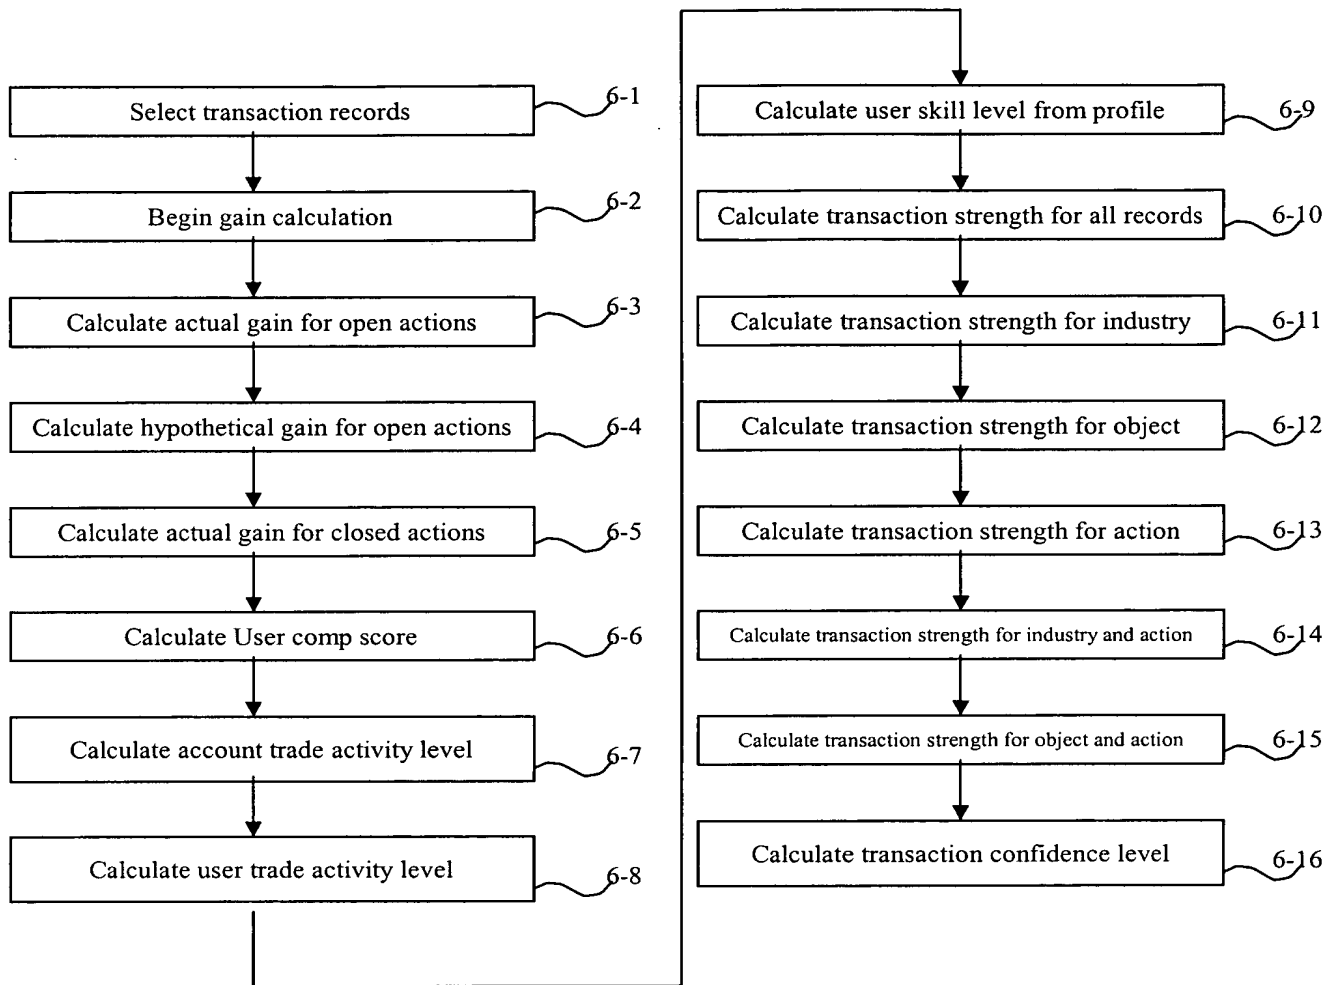 Select transaction records
6-1
Begin gain calculation
6-2
Calculate actual gain for open actions
6-3
Calculate hypothetical gain for open actions
6-4
Calculate actual gain for closed actions
6-5
Calculate User comp score
6-6
Calculate account trade activity level
6-7
Calculate user trade activity level
6-8
Calculate user skill level from profile
6-9
Calculate transaction strength for all records
6-10
Calculate transaction strength for industry
6-11
Calculate transaction strength for object
6-12
Calculate transaction strength for action
6-13
Calculate transaction strength for industry and action
6-14
Calculate transaction strength for object and action
6-15
Calculate transaction confidence level
6-16